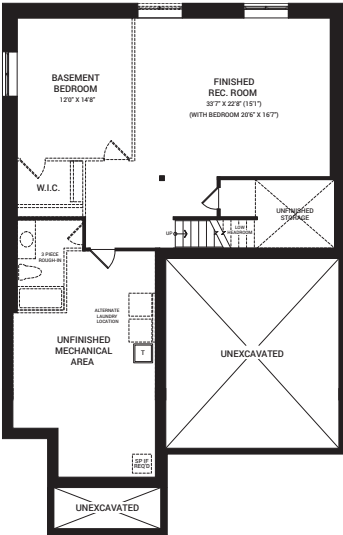 BASEMENT
BEDROOM
12'0" X 14'8"
FINISHED
REC. ROOM
33'7" X 22'8" (15'1")
(WITH BEDROOM 20'6" X 16'7")
W.I.C.
UNFINISHED
STORAGE
UP
LOW
HEADROOM
3 PIECE
ROUGH-IN
ALTERNATE
LAUNDRY
LOCATION
UNFINISHED
MECHANICAL
AREA
T
UNEXCAVATED
SP IF
REQ'D
UNEXCAVATED